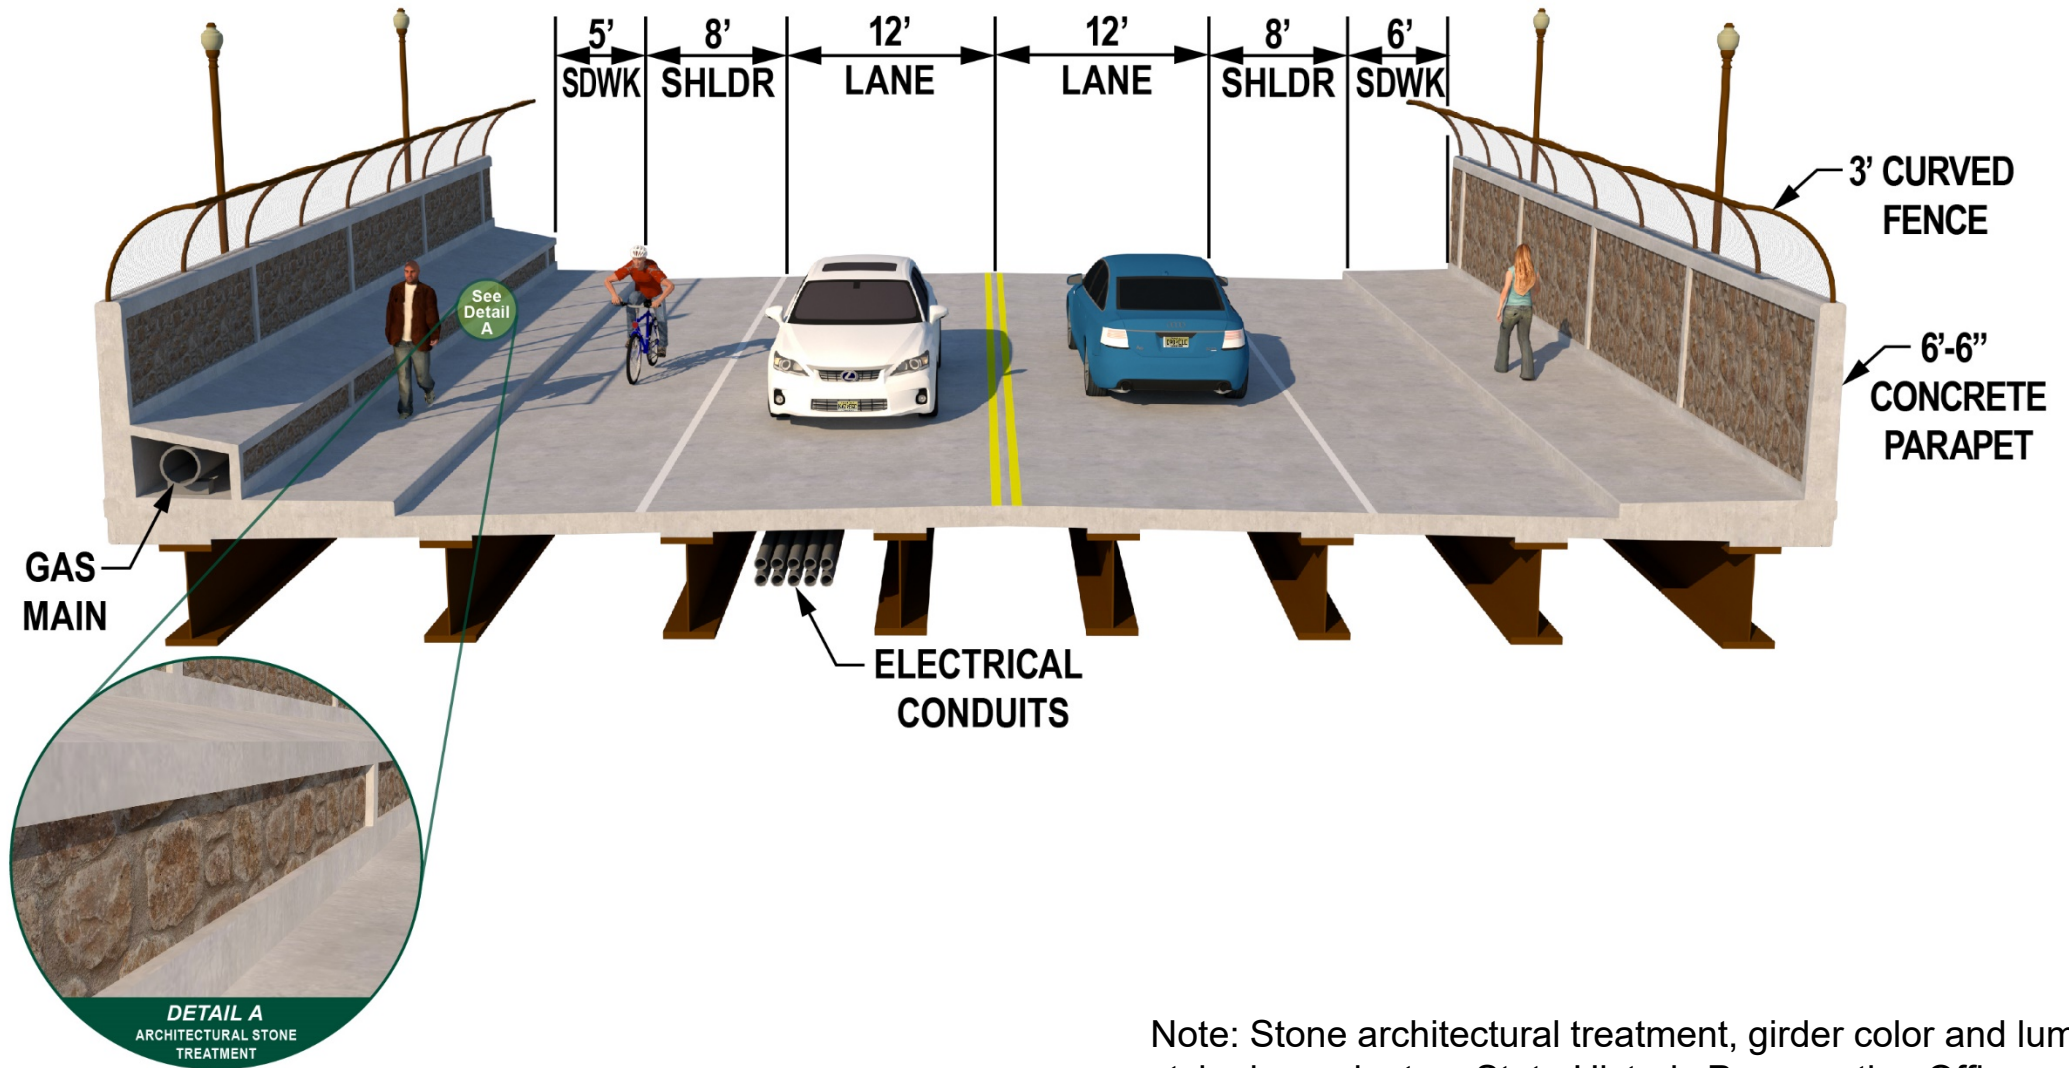 5’
8’
12’
12’
8’
6’
SDWK
SHLDR
LANE
LANE
SHLDR
SDWK
3’ CURVED
FENCE
See
Detail
A
6’-6”
CONCRETE
PARAPET
GAS
MAIN
ELECTRICAL
CONDUITS
DETAIL A
ARCHITECTURAL STONE
TREATMENT
Note: Stone architectural treatment, girder color and